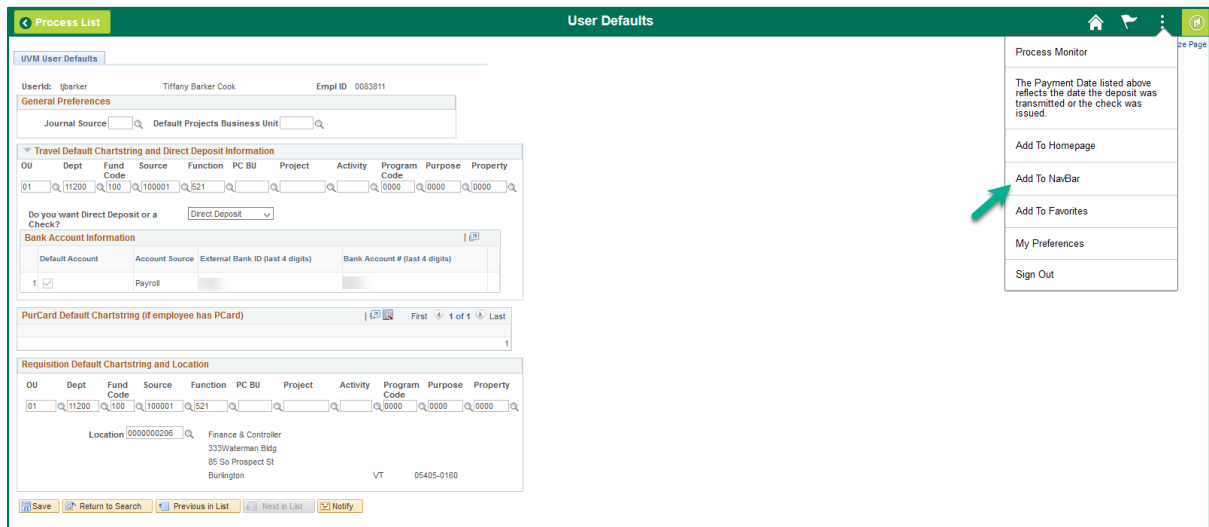 Process List
User Defaults
ze Page
UVM User Defaults
UserId: tjbarker Tiffany Barker Cook Empl ID 0083811
General Preferences
Journal Source Default Projects Business Unit
Travel Default Chartstring and Direct Deposit Information
OU Dept Fund Code Source Function PC BU Project Activity Program Code Purpose Property
01 11200 100 100001 521 0000 0000 0000
Do you want Direct Deposit or a Check? Direct Deposit
Bank Account Information
Default Account Account Source External Bank ID (last 4 digits) Bank Account # (last 4 digits)
1 Payroll
PurCard Default Chartstring (if employee has PCard) First 1 of 1 Last
1
Requisition Default Chartstring and Location
OU Dept Fund Code Source Function PC BU Project Activity Program Code Purpose Property
01 11200 100 100001 521 0000 0000 0000
Location 0000000206 Finance & Controller
333Waterman Bldg
85 So Prospect St
Burlington VT 05405-0160
Save Return to Search Previous in List Next in List Notify
Process Monitor
The Payment Date listed above
reflects the date the deposit was
transmitted or the check was
issued.
Add To Homepage
Add To NavBar
Add To Favorites
My Preferences
Sign Out